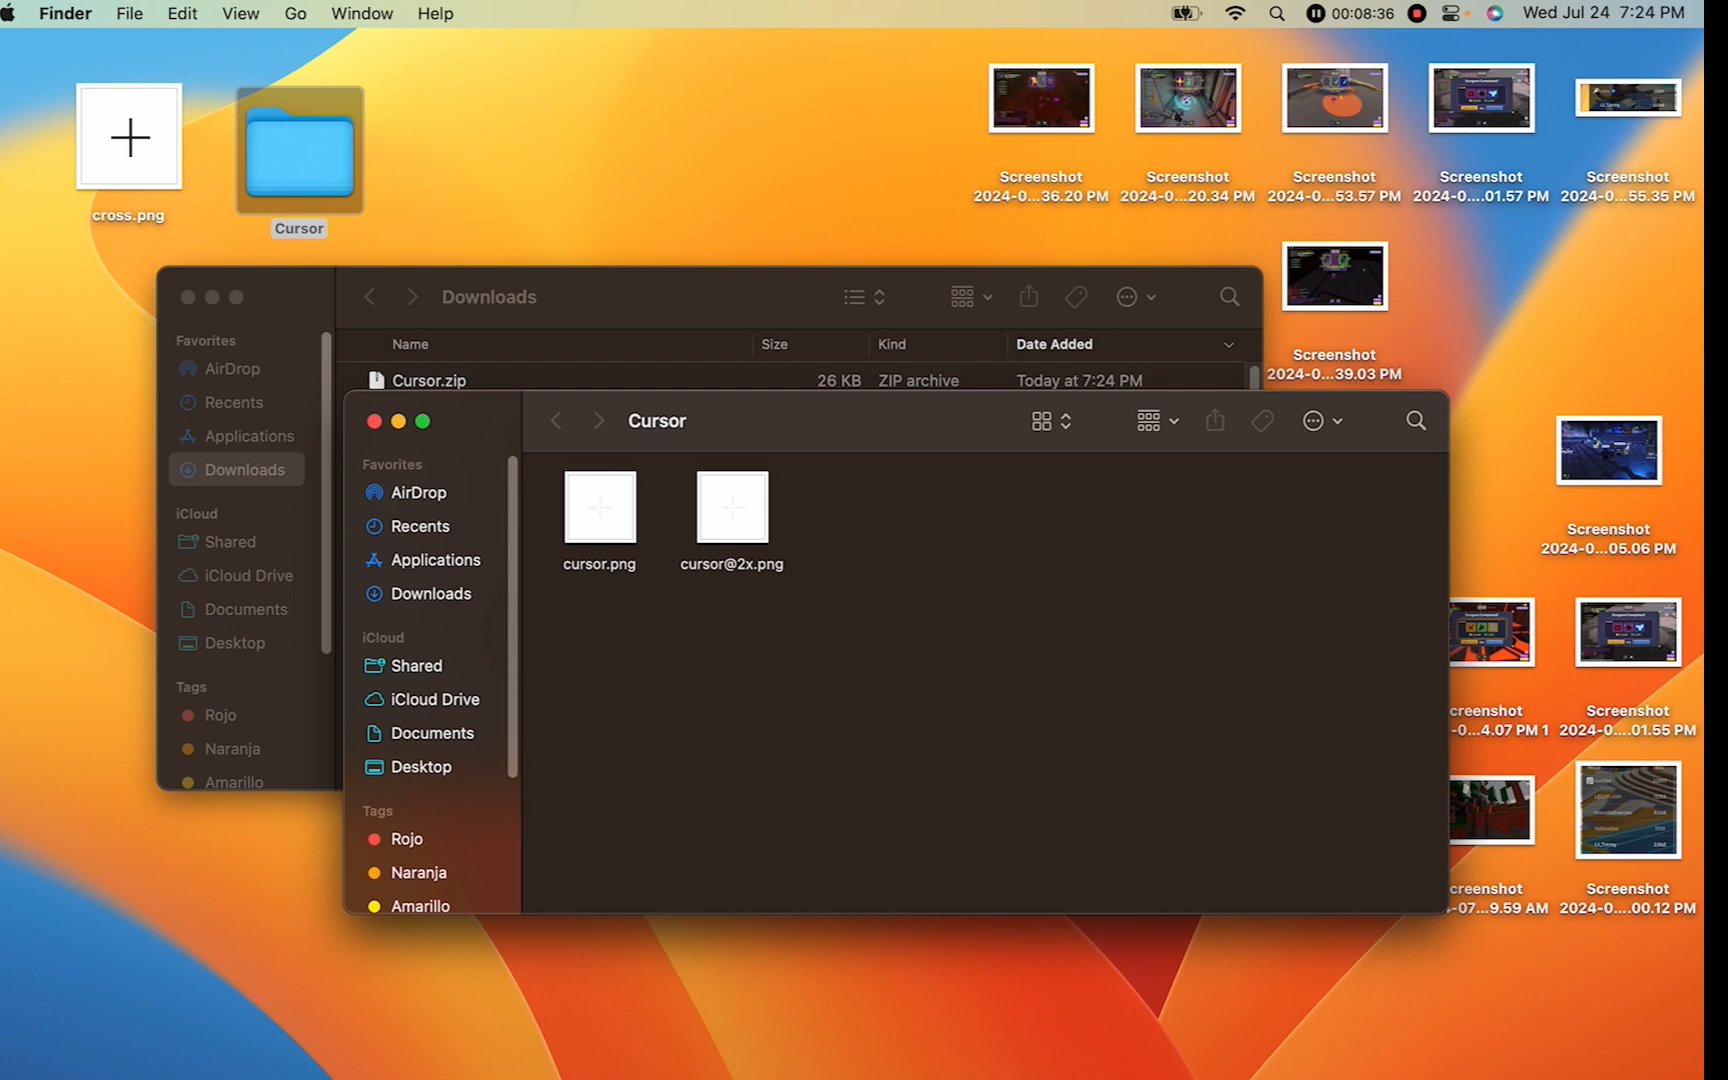 Finder File Edit View Go Window Help 00:08:36 Wed Jul 24 7:24 PM
cross.png
Cursor
Screenshot
2024-0...36.20 PM
Screenshot
2024-0...20.34 PM
Screenshot
2024-0...53.57 PM
Screenshot
2024-0....01.57 PM
Screenshot
2024-0...55.35 PM
Screenshot
2024-0...39.03 PM
Screenshot
2024-0...05.06 PM
creenshot
-0...4.07 PM 1
Screenshot
2024-0....01.55 PM
creenshot
-07...9.59 AM
Screenshot
2024-0....00.12 PM
Downloads
Favorites
AirDrop
Recents
Applications
Downloads
iCloud
Shared
iCloud Drive
Documents
Desktop
Tags
Rojo
Naranja
Amarillo
Name Size Kind Date Added
Cursor.zip 26 KB ZIP archive Today at 7:24 PM
Cursor
Favorites
AirDrop
Recents
Applications
Downloads
iCloud
Shared
iCloud Drive
Documents
Desktop
Tags
Rojo
Naranja
Amarillo
cursor.png
cursor@2x.png